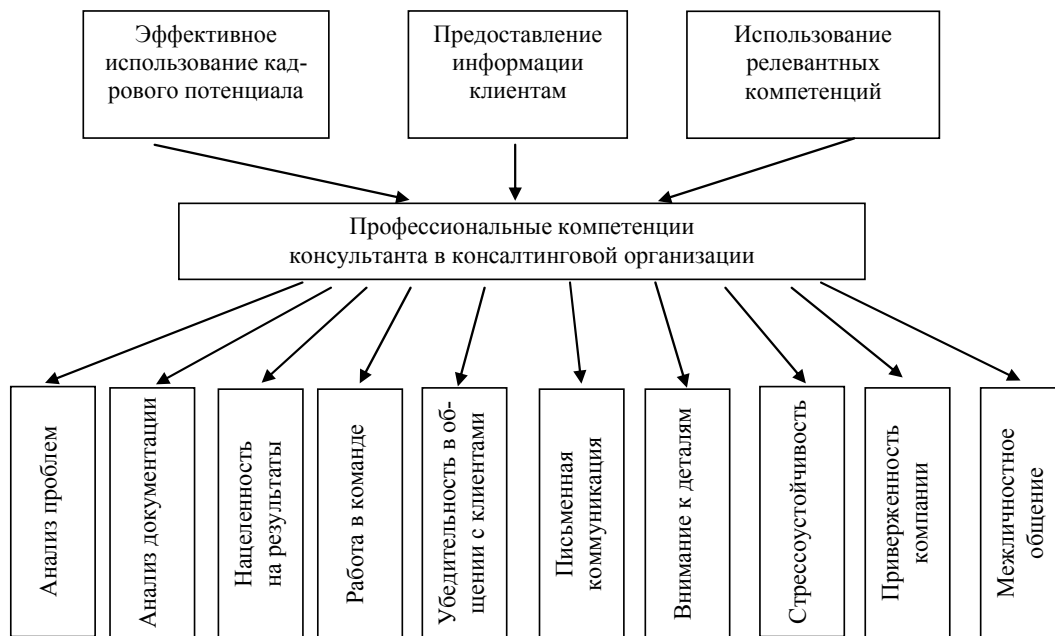 Эффективное
использование кад-
рового потенциала
Предоставление
информации
клиентам
Использование
релевантных
компетенций
Профессиональные компетенции
консультанта в консалтинговой организации
Анализ проблем
Анализ документации
Нацеленность
на результаты
Работа в команде
Убедительность в об-
щении с клиентами
Письменная
коммуникация
Внимание к деталям
Стрессоустойчивость
Приверженность
компании
Межличностное
общение